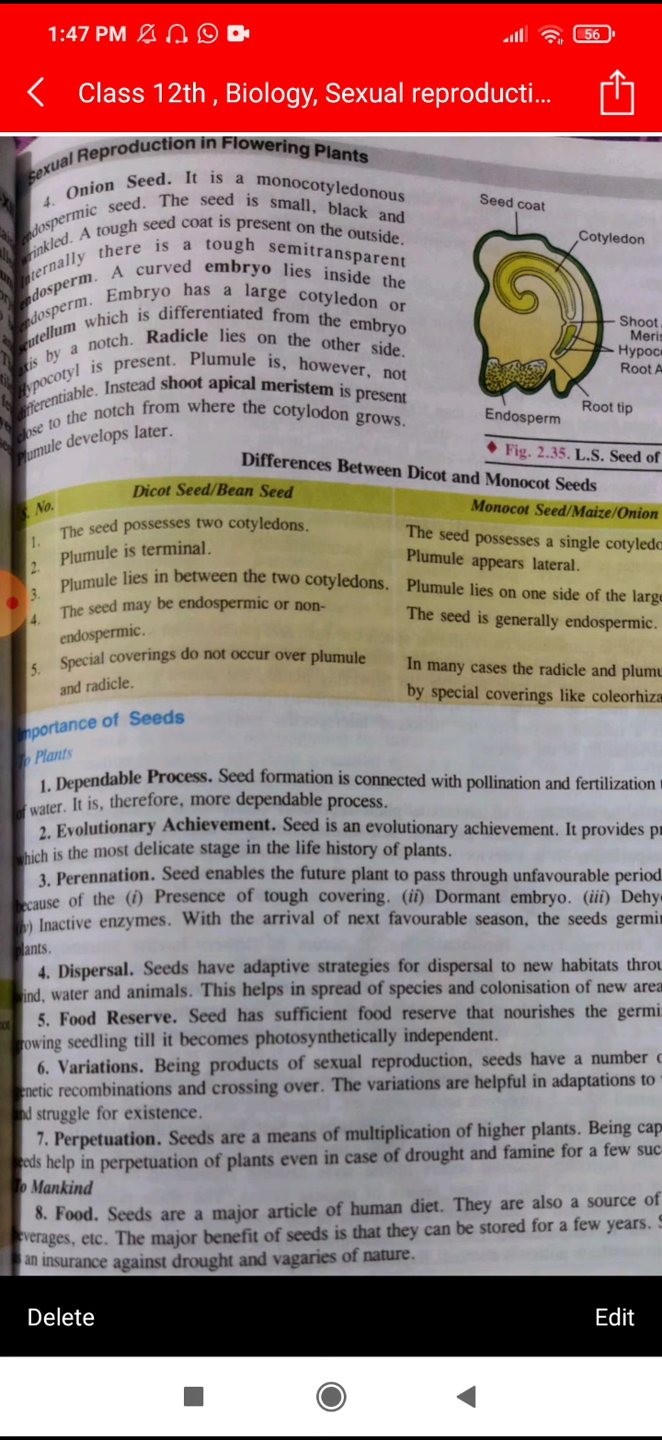 1:47 PM
56
Class 12th , Biology, Sexual reproducti...
Sexual Reproduction in Flowering Plants
4. Onion Seed. It is a monocotyledonous
endospermic seed. The seed is small, black and
wrinkled. A tough seed coat is present on the outside.
Internally there is a tough semitransparent
endosperm. A curved embryo lies inside the
endosperm. Embryo has a large cotyledon or
scutellum which is differentiated from the embryo
axis by a notch. Radicle lies on the other side.
Hypocotyl is present. Plumule is, however, not
differentiable. Instead shoot apical meristem is present
close to the notch from where the cotylodon grows.
Plumule develops later.
Seed coat
Cotyledon
Shoot
Meris
Hypoc
Root A
Root tip
Endosperm
Fig. 2.35. L.S. Seed of
Differences Between Dicot and Monocot Seeds
S. No. Dicot Seed/Bean Seed Monocot Seed/Maize/Onion
1. The seed possesses two cotyledons. The seed possesses a single cotyledo
2. Plumule is terminal. Plumule appears lateral.
3. Plumule lies in between the two cotyledons. Plumule lies on one side of the large
4. The seed may be endospermic or non- The seed is generally endospermic.
endospermic.
5. Special coverings do not occur over plumule In many cases the radicle and plumu
and radicle. by special coverings like coleorhiza
Importance of Seeds
To Plants
1. Dependable Process. Seed formation is connected with pollination and fertilization
of water. It is, therefore, more dependable process.
2. Evolutionary Achievement. Seed is an evolutionary achievement. It provides pr
which is the most delicate stage in the life history of plants.
3. Perennation. Seed enables the future plant to pass through unfavourable period
because of the (i) Presence of tough covering. (ii) Dormant embryo. (iii) Dehy
(iv) Inactive enzymes. With the arrival of next favourable season, the seeds germi
plants.
4. Dispersal. Seeds have adaptive strategies for dispersal to new habitats throu
wind, water and animals. This helps in spread of species and colonisation of new area
5. Food Reserve. Seed has sufficient food reserve that nourishes the germi
growing seedling till it becomes photosynthetically independent.
6. Variations. Being products of sexual reproduction, seeds have a number o
genetic recombinations and crossing over. The variations are helpful in adaptations to
and struggle for existence.
7. Perpetuation. Seeds are a means of multiplication of higher plants. Being cap
seeds help in perpetuation of plants even in case of drought and famine for a few suc
To Mankind
8. Food. Seeds are a major article of human diet. They are also a source of
beverages, etc. The major benefit of seeds is that they can be stored for a few years. S
as an insurance against drought and vagaries of nature.
Delete
Edit